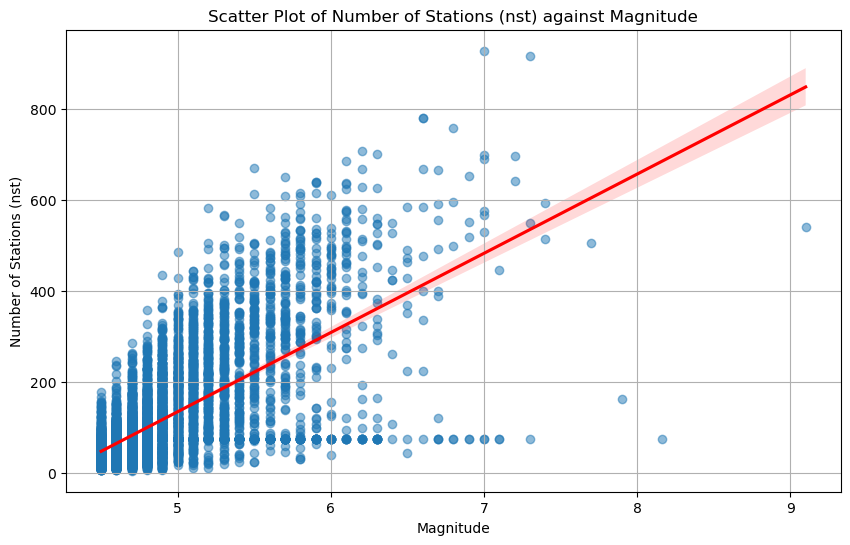 Scatter Plot of Number of Stations (nst) against Magnitude
Number of Stations (nst)
800
600
400
200
0
5 6 7 8 9
Magnitude